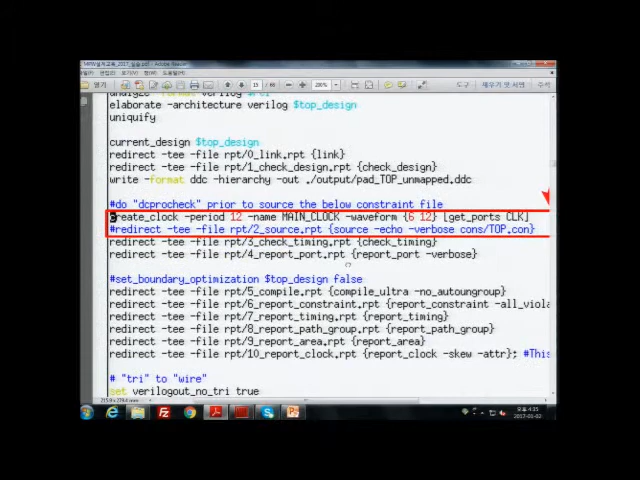 analyze -format verilog
elaborate -architecture verilog $top_design
uniquify
current_design $top_design
redirect -tee -file rpt/0_link.rpt {link}
redirect -tee -file rpt/1_check_design.rpt {check_design}
write -format ddc -hierarchy -out ./output/pad_TOP_unmapped.ddc
#do "dcprocheck" prior to source the below constraint file
create_clock -period 12 -name MAIN_CLOCK -waveform {6 12} [get_ports CLK]
#redirect -tee -file rpt/2_source.rpt {source -echo -verbose cons/TOP.con}
redirect -tee -file rpt/3_check_timing.rpt {check_timing}
redirect -tee -file rpt/4_report_port.rpt {report_port -verbose}
#set_boundary_optimization $top_design false
redirect -tee -file rpt/5_compile.rpt {compile_ultra -no_autoungroup}
redirect -tee -file rpt/6_report_constraint.rpt {report_constraint -all_viola
redirect -tee -file rpt/7_report_timing.rpt {report_timing}
redirect -tee -file rpt/8_report_path_group.rpt {report_path_group}
redirect -tee -file rpt/9_report_area.rpt {report_area}
redirect -tee -file rpt/10_report_clock.rpt {report_clock -skew -attr}; #This
# "tri" to "wire"
set verilogout_no_tri true